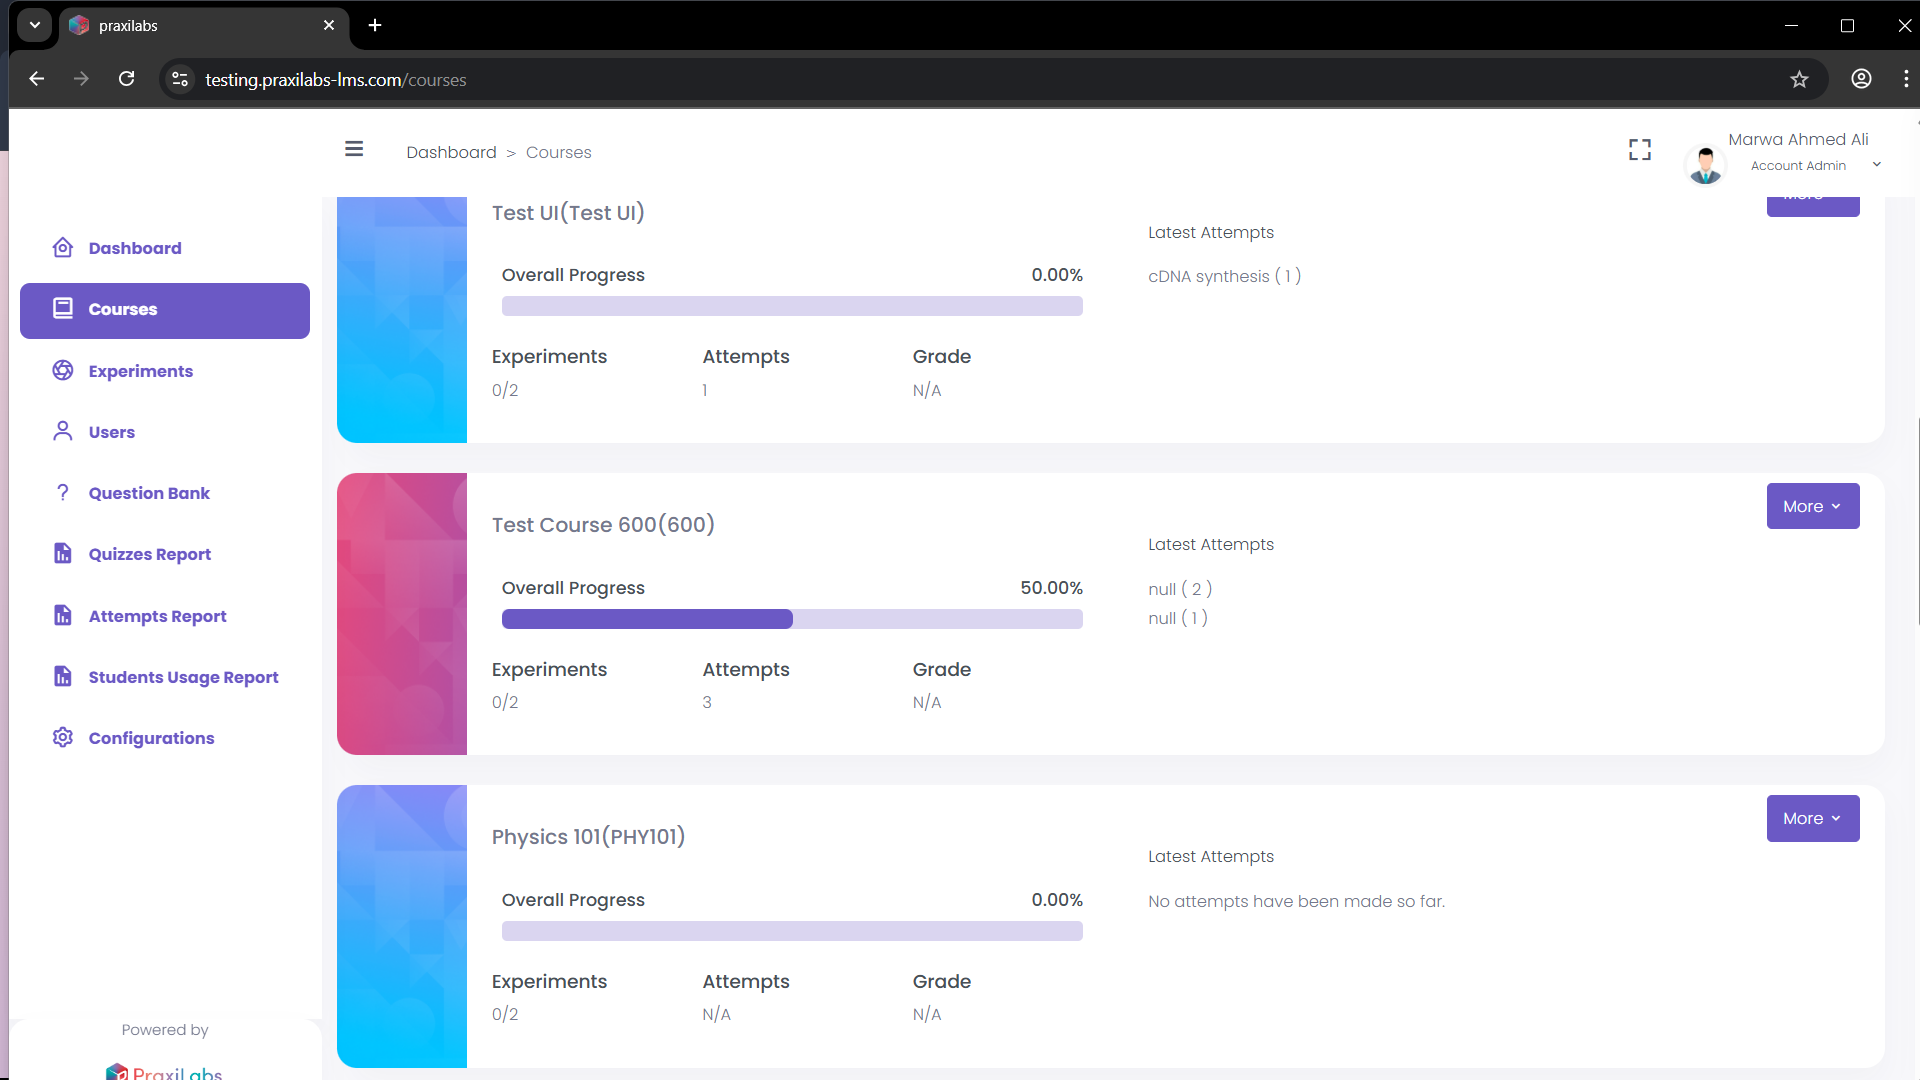 praxilabs
testing.praxilabs-lms.com/courses
Dashboard > Courses
Marwa Ahmed Ali
Account Admin
Dashboard
Courses
Experiments
Users
Question Bank
Quizzes Report
Attempts Report
Students Usage Report
Configurations
Powered by
PraxiLabs
More
Test UI(Test UI)
Overall Progress 0.00%
Experiments Attempts Grade
0/2 1 N/A
Latest Attempts
cDNA synthesis ( 1 )
More
Test Course 600(600)
Overall Progress 50.00%
Experiments Attempts Grade
0/2 3 N/A
Latest Attempts
null ( 2 )
null ( 1 )
More
Physics 101(PHY101)
Overall Progress 0.00%
Experiments Attempts Grade
0/2 N/A N/A
Latest Attempts
No attempts have been made so far.